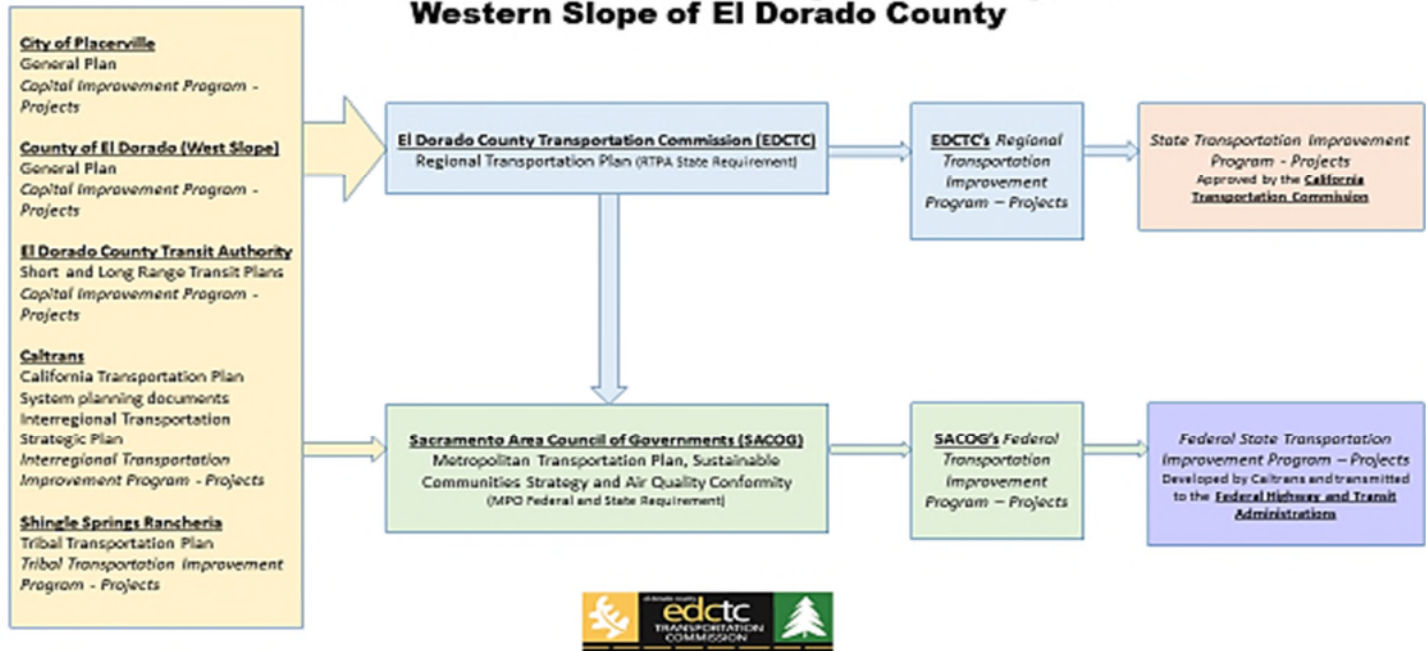 Western Slope of El Dorado County
City of Placerville
General Plan
Capital Improvement Program -
Projects
County of El Dorado (West Slope)
General Plan
Capital Improvement Program -
Projects
El Dorado County Transit Authority
Short and Long Range Transit Plans
Capital Improvement Program -
Projects
Caltrans
California Transportation Plan
System planning documents
Interregional Transportation
Strategic Plan
Interregional Transportation
Improvement Program - Projects
Shingle Springs Rancheria
Tribal Transportation Plan
Tribal Transportation Improvement
Program - Projects
El Dorado County Transportation Commission (EDCTC)
Regional Transportation Plan (RTPA State Requirement)
EDCTC's Regional
Transportation
Improvement
Program – Projects
State Transportation Improvement
Program - Projects
Approved by the California
Transportation Commission
Sacramento Area Council of Governments (SACOG)
Metropolitan Transportation Plan, Sustainable
Communities Strategy and Air Quality Conformity
(MPO Federal and State Requirement)
SACOG's Federal
Transportation
Improvement
Program – Projects
Federal State Transportation
Improvement Program – Projects
Developed by Caltrans and transmitted
to the Federal Highway and Transit
Administrations
edctc
TRANSPORTATION
COMMISSION